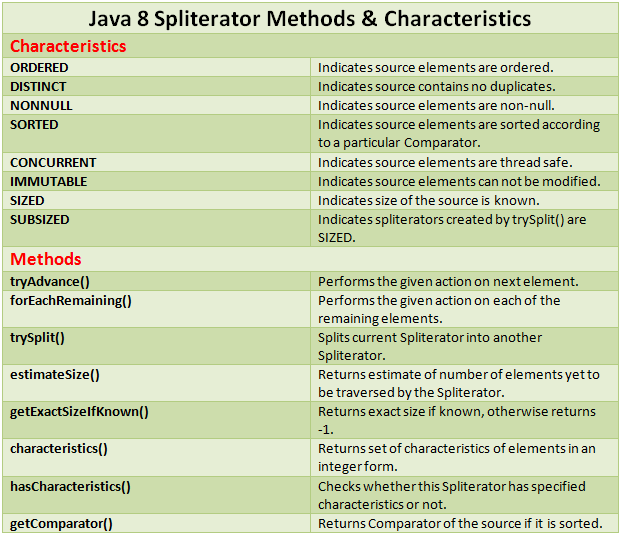 Java 8 Spliterator Methods & Characteristics
Characteristics
ORDERED
Indicates source elements are ordered.
DISTINCT
Indicates source contains no duplicates.
NONNULL
Indicates source elements are non-null.
SORTED
Indicates source elements are sorted according
to a particular Comparator.
CONCURRENT
Indicates source elements are thread safe.
IMMUTABLE
Indicates source elements can not be modified.
SIZED
Indicates size of the source is known.
SUBSIZED
Indicates spliterators created by trySplit() are
SIZED.
Methods
tryAdvance()
Performs the given action on next element.
forEachRemaining()
Performs the given action on each of the
remaining elements.
trySplit()
Splits current Spliterator into another
Spliterator.
estimateSize()
Returns estimate of number of elements yet to
be traversed by the Spliterator.
getExactSizeIfKnown()
Returns exact size if known, otherwise returns
-1.
characteristics()
Returns set of characteristics of elements in an
integer form.
hasCharacteristics()
Checks whether this Spliterator has specified
characteristics or not.
getComparator()
Returns Comparator of the source if it is sorted.